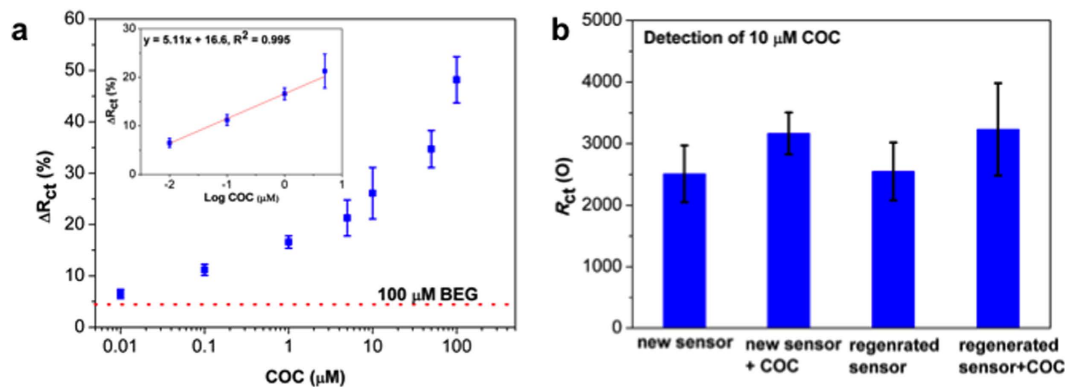 a
60
50
40
30
20
10
0
ΔRct (%)
0.01 0.1 1 10 100
COC (μM)
100 μM BEG
y = 5.11x + 16.6, R² = 0.995
30
20
10
0
ΔRct (%)
-2 -1 0 1
Log COC (μM)
b
5000
4000
3000
2000
1000
0
Rct (O)
Detection of 10 μM COC
new sensor
new sensor
+ COC
regenrated
sensor
regenerated
sensor+COC